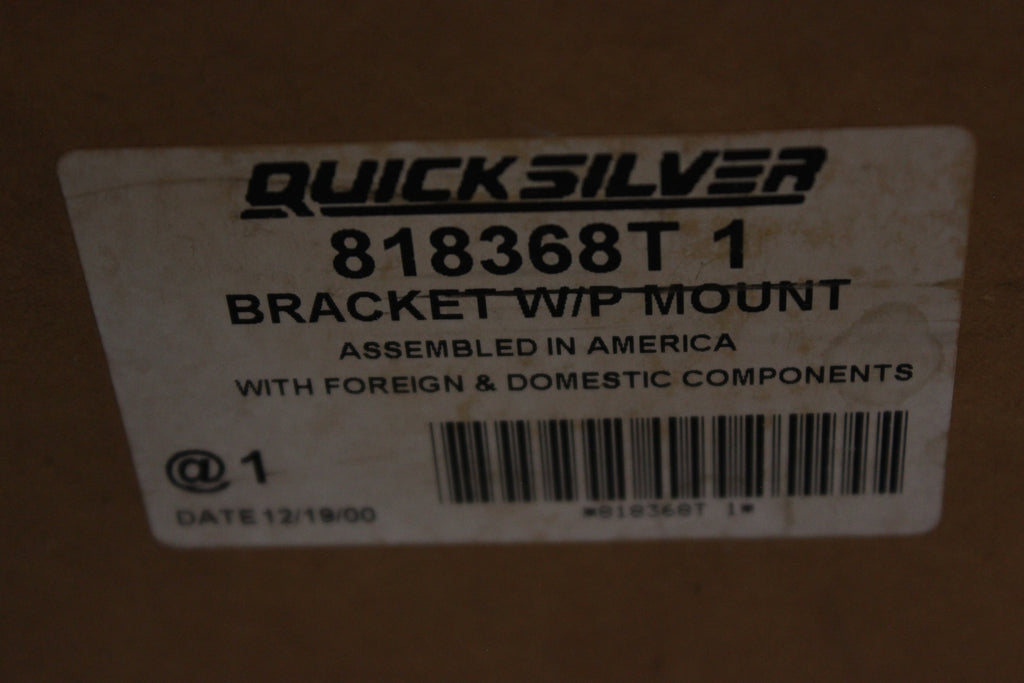 QUICKSILVER
818368T 1
BRACKET W/P MOUNT
ASSEMBLED IN AMERICA
WITH FOREIGN & DOMESTIC COMPONENTS
@ 1
DATE 12/19/00
*818368T 1*